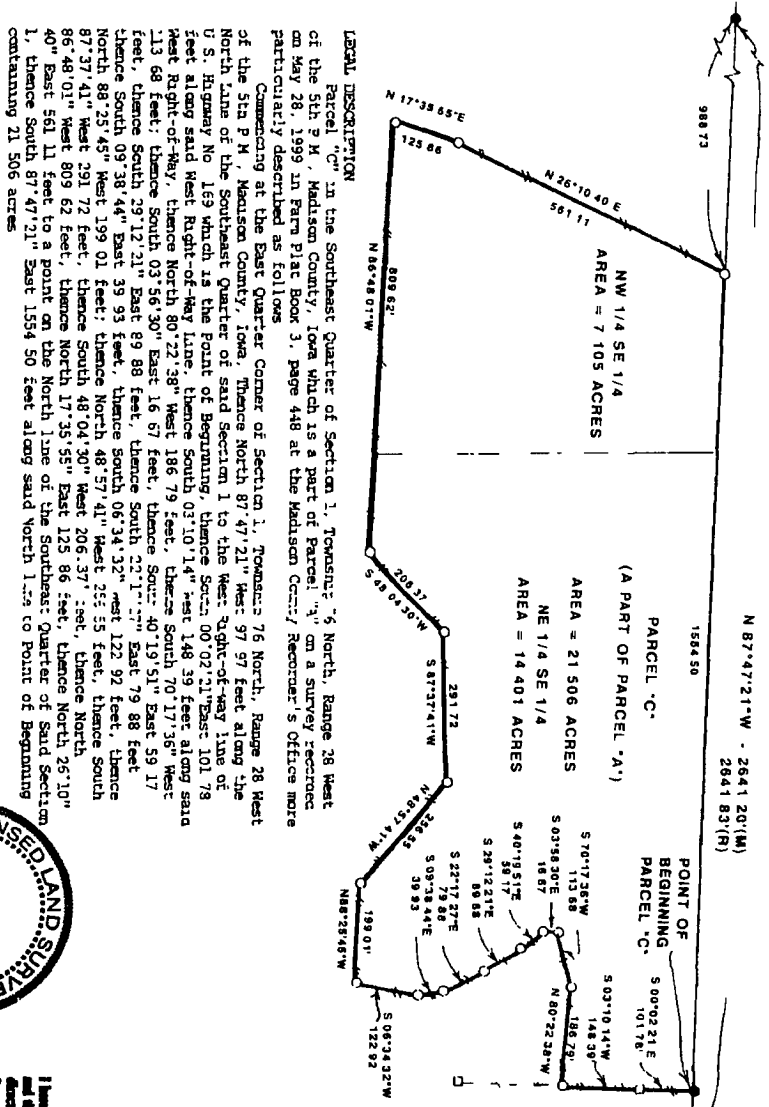 N 87°47'21"W - 2641 20'(M)
2641 83'(R)
988 73
1554 50
POINT OF
BEGINNING
PARCEL "C"
PARCEL "C"
(A PART OF PARCEL "A")
AREA = 21 506 ACRES
NE 1/4 SE 1/4
AREA = 14 401 ACRES
NW 1/4 SE 1/4
AREA = 7 105 ACRES
N 17°35 55"E
125 86
N 26°10 40 E
561 11
809 62'
N 86°48 01"W
206 37
S 48 04 30"W
291 72
S 87°37'41"W
N 48°57 41"W
256 55
199 01'
N88°25'45"W
S 06°34 32"W
122 92
S 09°38 44"E
39 93
S 22°17 27"E
79 88
S 29°12 21"E
89 88
S 40°19 51"E
59 17
S 03°56 30"E
16 67
S 70°17 36"W
113 68
N 80°22 38"W
186 79'
S 03°10 14"W
148 39'
S 00°02 21 E
101 78'
LEGAL DESCRIPTION
Parcel "C" in the Southeast Quarter of Section 1, Township 76 North, Range 28 West
of the 5th P M , Madison County, Iowa which is a part of Parcel "A" on a survey recorded
on May 28, 1999 in Farm Plat Book 3, page 448 at the Madison County Recorder's Office more
particularly described as follows
Commencing at the East Quarter Corner of Section 1, Township 76 North, Range 28 West
of the 5th P M , Madison County, Iowa, Thence North 87°47'21" West 97 97 feet along the
North Line of the Southeast Quarter of said Section 1 to the West Right-of-way line of
U S. Highway No 169 which is the Point of Beginning, thence South 00°02'21"East 101 78
feet along said West Right-of-Way Line, thence South 03°10'14" West 148 39 feet along said
West Right-of-Way, thence North 80°22'38" West 186 79 feet, thence South 70°17'36" West
113 68 feet; thence South 03°56'30" East 16 67 feet, thence South 40°19'51" East 59 17
feet, thence South 29°12'21" East 89 88 feet, thence South East 79 88 feet
thence South 09°38'44" East 39 93 feet, thence South 06°34'32" West 122 92 feet, thence
North 88°25'45" West 199 01 feet; thence North 48°57'41" West 256 55 feet, thence South
87°37'41" West 291 72 feet, thence South 48°04'30" West 206.37' feet, thence North
86°48'01" West 809 62 feet, thence North 17°35'55" East 125 86 feet, thence North 26°10"
40" East 561 11 feet to a point on the North line of the Southeast Quarter of Said Section
1, thence South 87°47'21" East 1554 50 feet along said North line to Point of Beginning
containing 21 506 acres
NSED LAND SURVE
I
and
direct